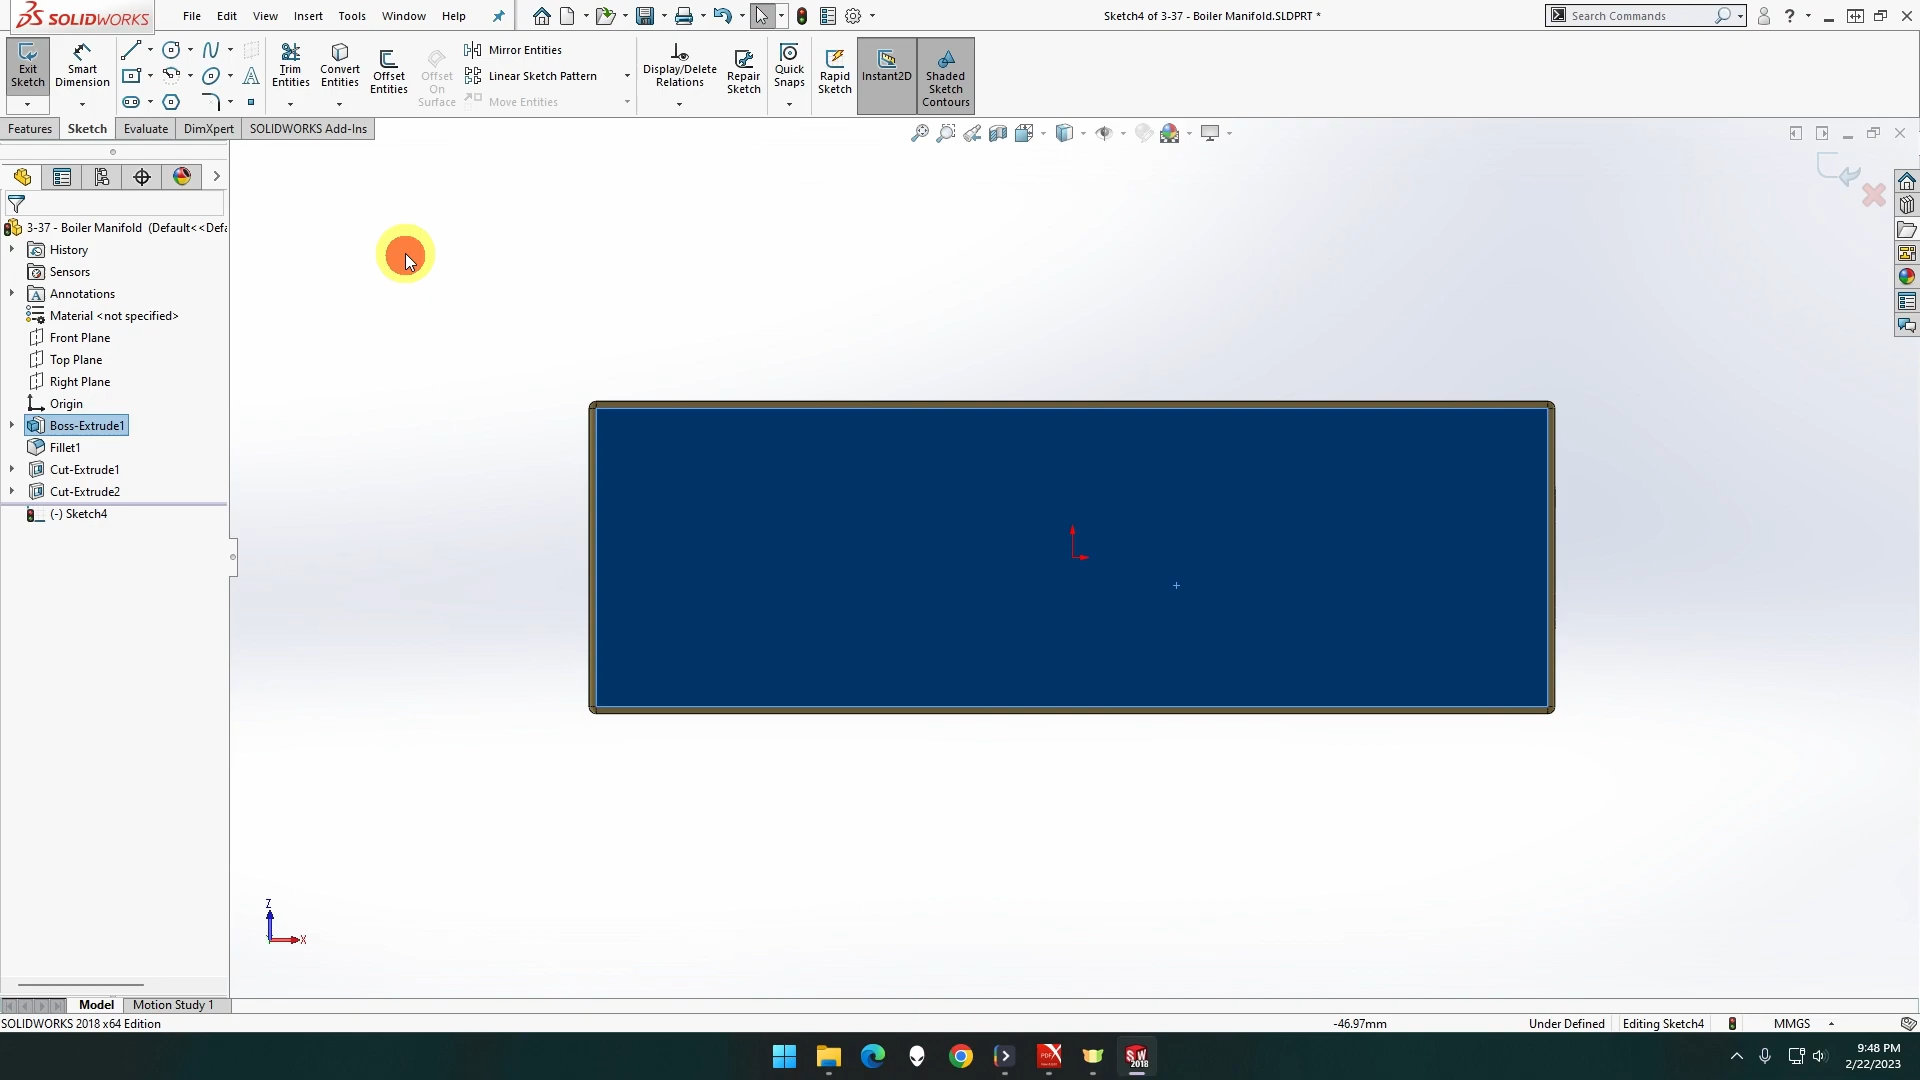 SOLIDWORKS
File Edit View Insert Tools Window Help
Sketch4 of 3-37 - Boiler Manifold.SLDPRT *
Search Commands
Exit Sketch
Smart Dimension
Trim Entities
Convert Entities
Offset Entities
Offset On Surface
Mirror Entities
Linear Sketch Pattern
Move Entities
Display/Delete Relations
Repair Sketch
Quick Snaps
Rapid Sketch
Instant2D
Shaded Sketch Contours
Features Sketch Evaluate DimXpert SOLIDWORKS Add-Ins
3-37 - Boiler Manifold (Default<<Defa
History
Sensors
Annotations
Material <not specified>
Front Plane
Top Plane
Right Plane
Origin
Boss-Extrude1
Fillet1
Cut-Extrude1
Cut-Extrude2
(-) Sketch4
Z
X
Model Motion Study 1
SOLIDWORKS 2018 x64 Edition
-46.97mm
Under Defined
Editing Sketch4
MMGS
SW
2018
9:48 PM
2/22/2023